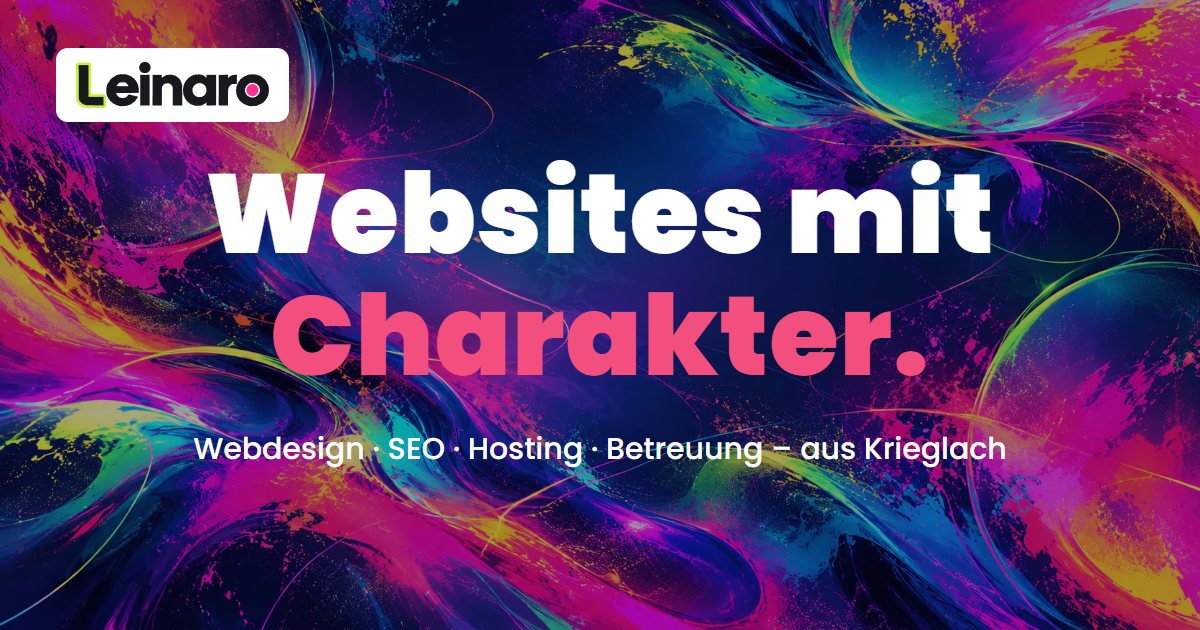 Leinaro
Websites mit
Charakter.
Webdesign · SEO · Hosting · Betreuung – aus Krieglach